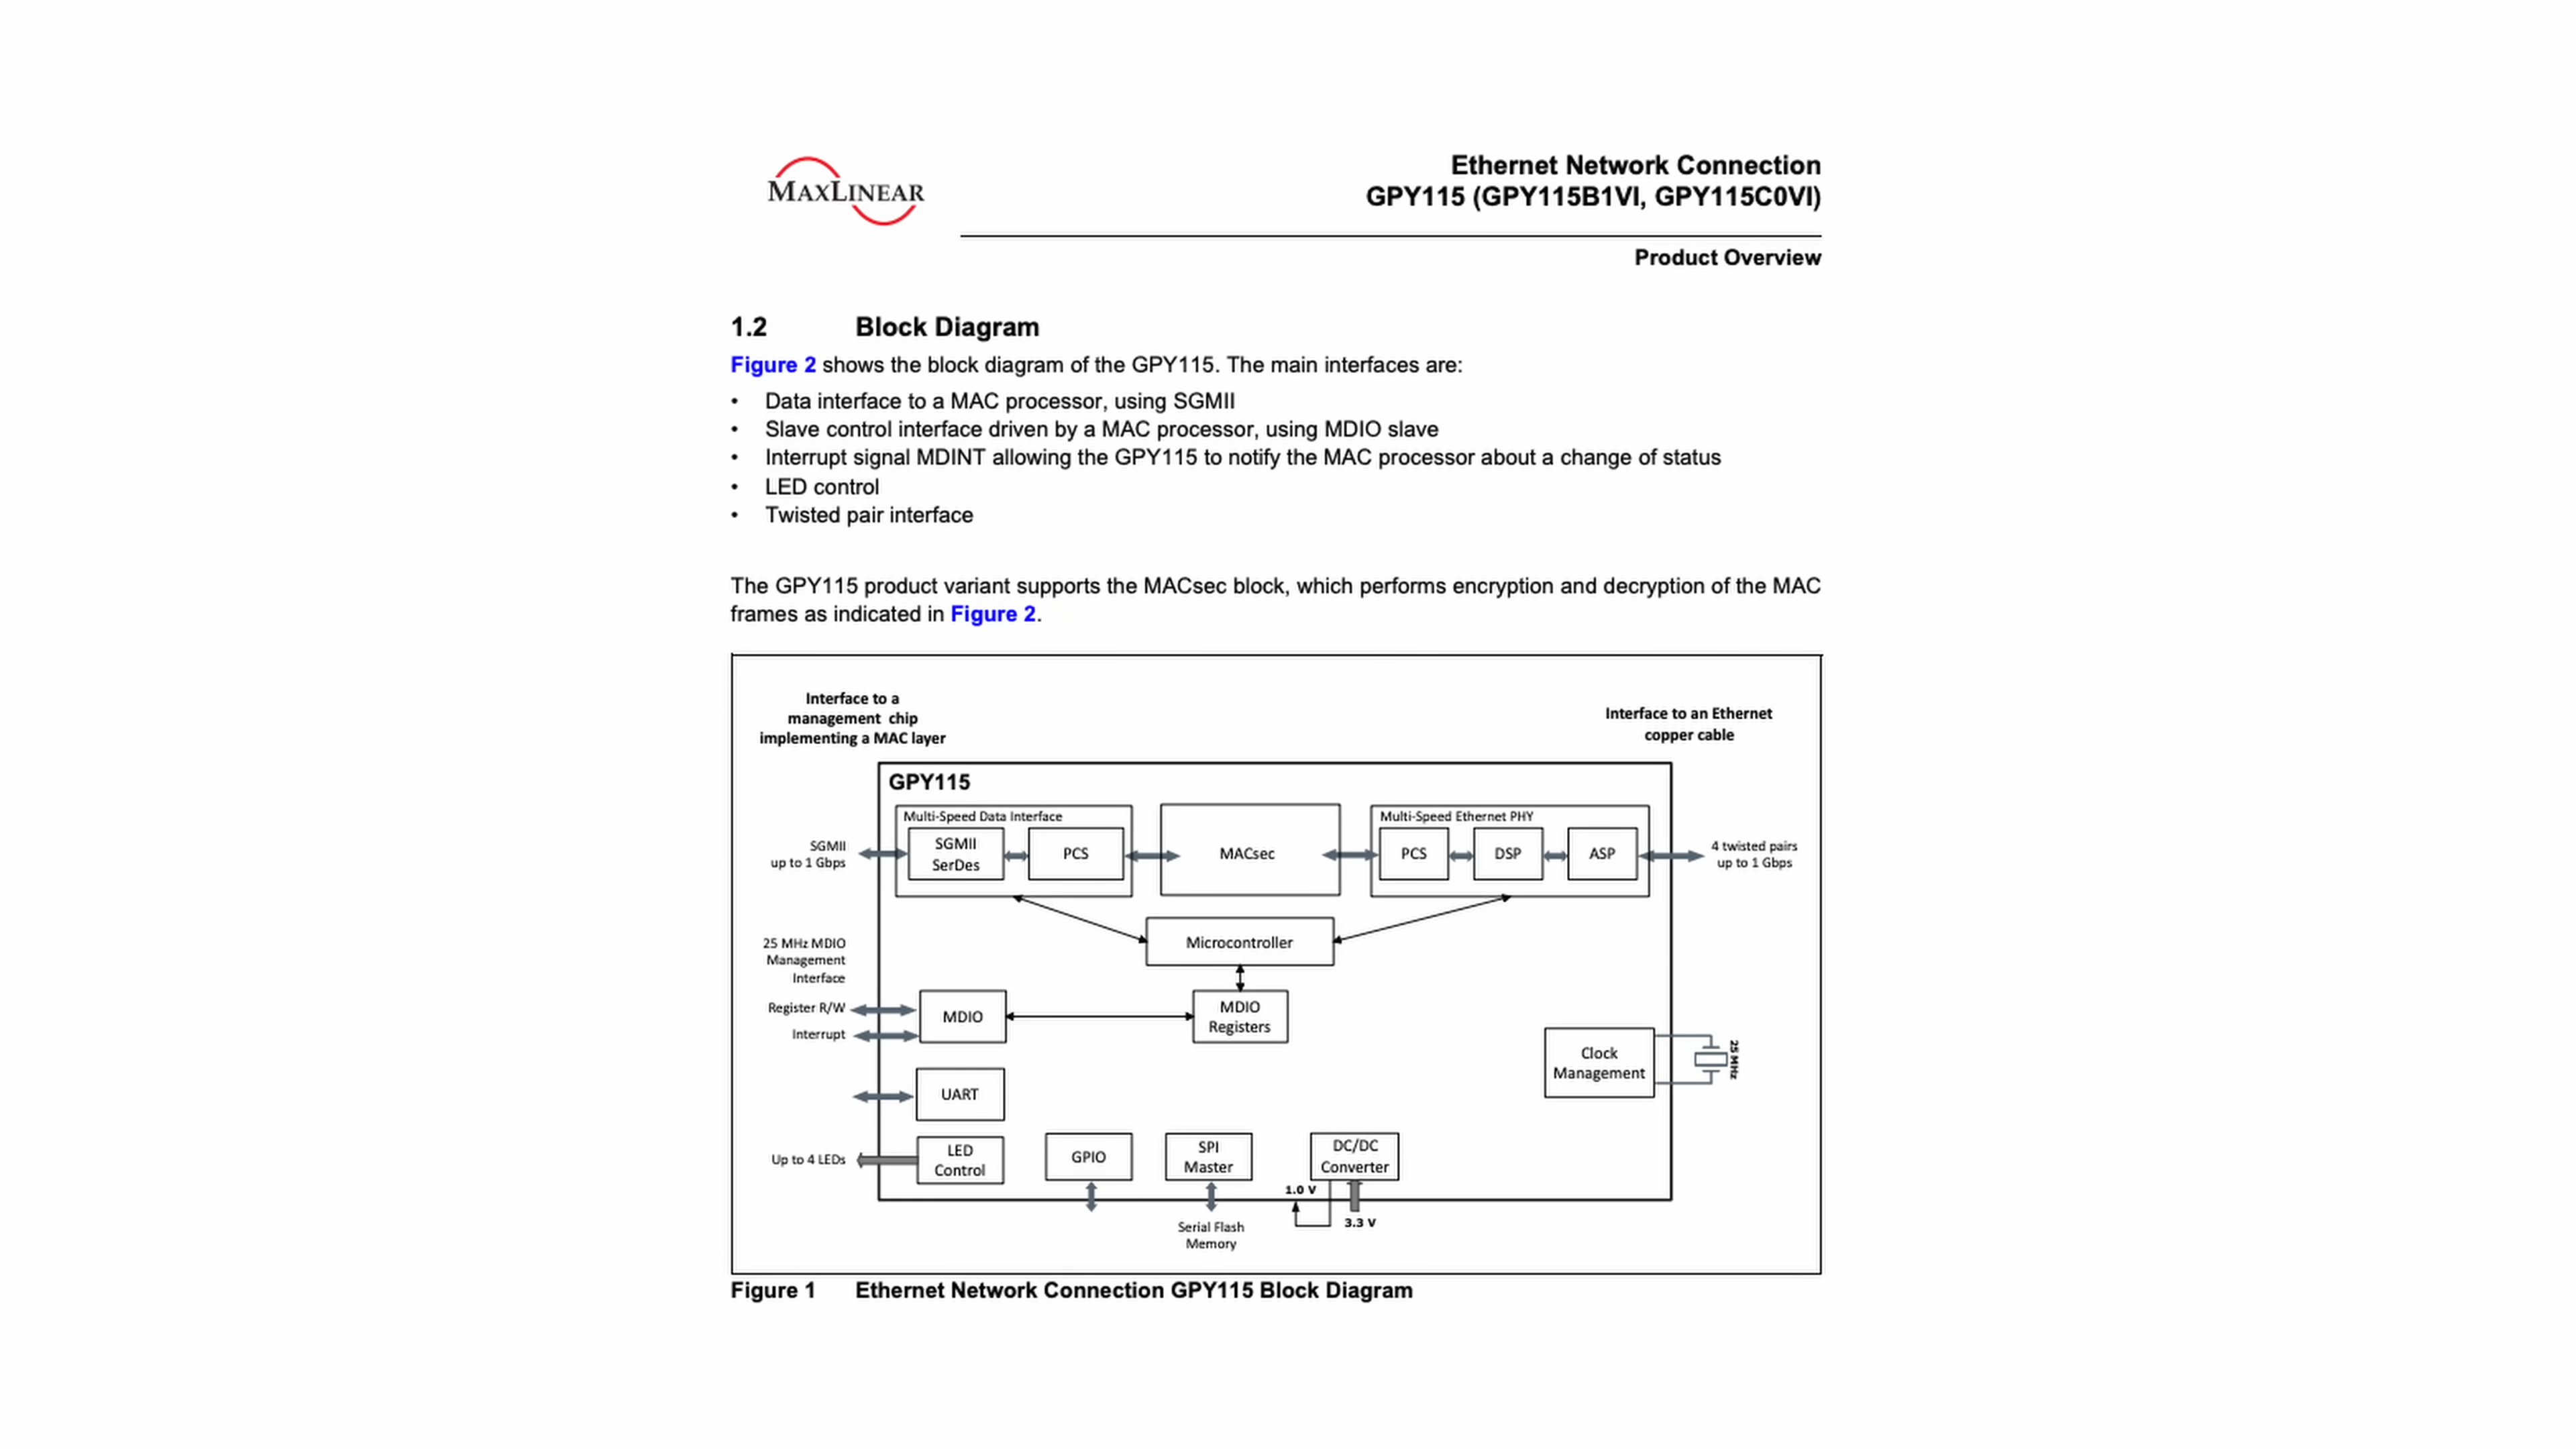 MAXLINEAR
Ethernet Network Connection
GPY115 (GPY115B1VI, GPY115C0VI)
Product Overview
1.2 Block Diagram
Figure 2 shows the block diagram of the GPY115. The main interfaces are:
• Data interface to a MAC processor, using SGMII
• Slave control interface driven by a MAC processor, using MDIO slave
• Interrupt signal MDINT allowing the GPY115 to notify the MAC processor about a change of status
• LED control
• Twisted pair interface
The GPY115 product variant supports the MACsec block, which performs encryption and decryption of the MAC
frames as indicated in Figure 2.
Interface to a
management chip
implementing a MAC layer
Interface to an Ethernet
copper cable
GPY115
Multi-Speed Data Interface
Multi-Speed Ethernet PHY
SGMII
up to 1 Gbps
SGMII
SerDes
PCS
MACsec
PCS
DSP
ASP
4 twisted pairs
up to 1 Gbps
Microcontroller
25 MHz MDIO
Management
Interface
Register R/W
Interrupt
MDIO
MDIO
Registers
Clock
Management
25 MHz
UART
Up to 4 LEDs
LED
Control
GPIO
SPI
Master
DC/DC
Converter
1.0 V
3.3 V
Serial Flash
Memory
Figure 1 Ethernet Network Connection GPY115 Block Diagram